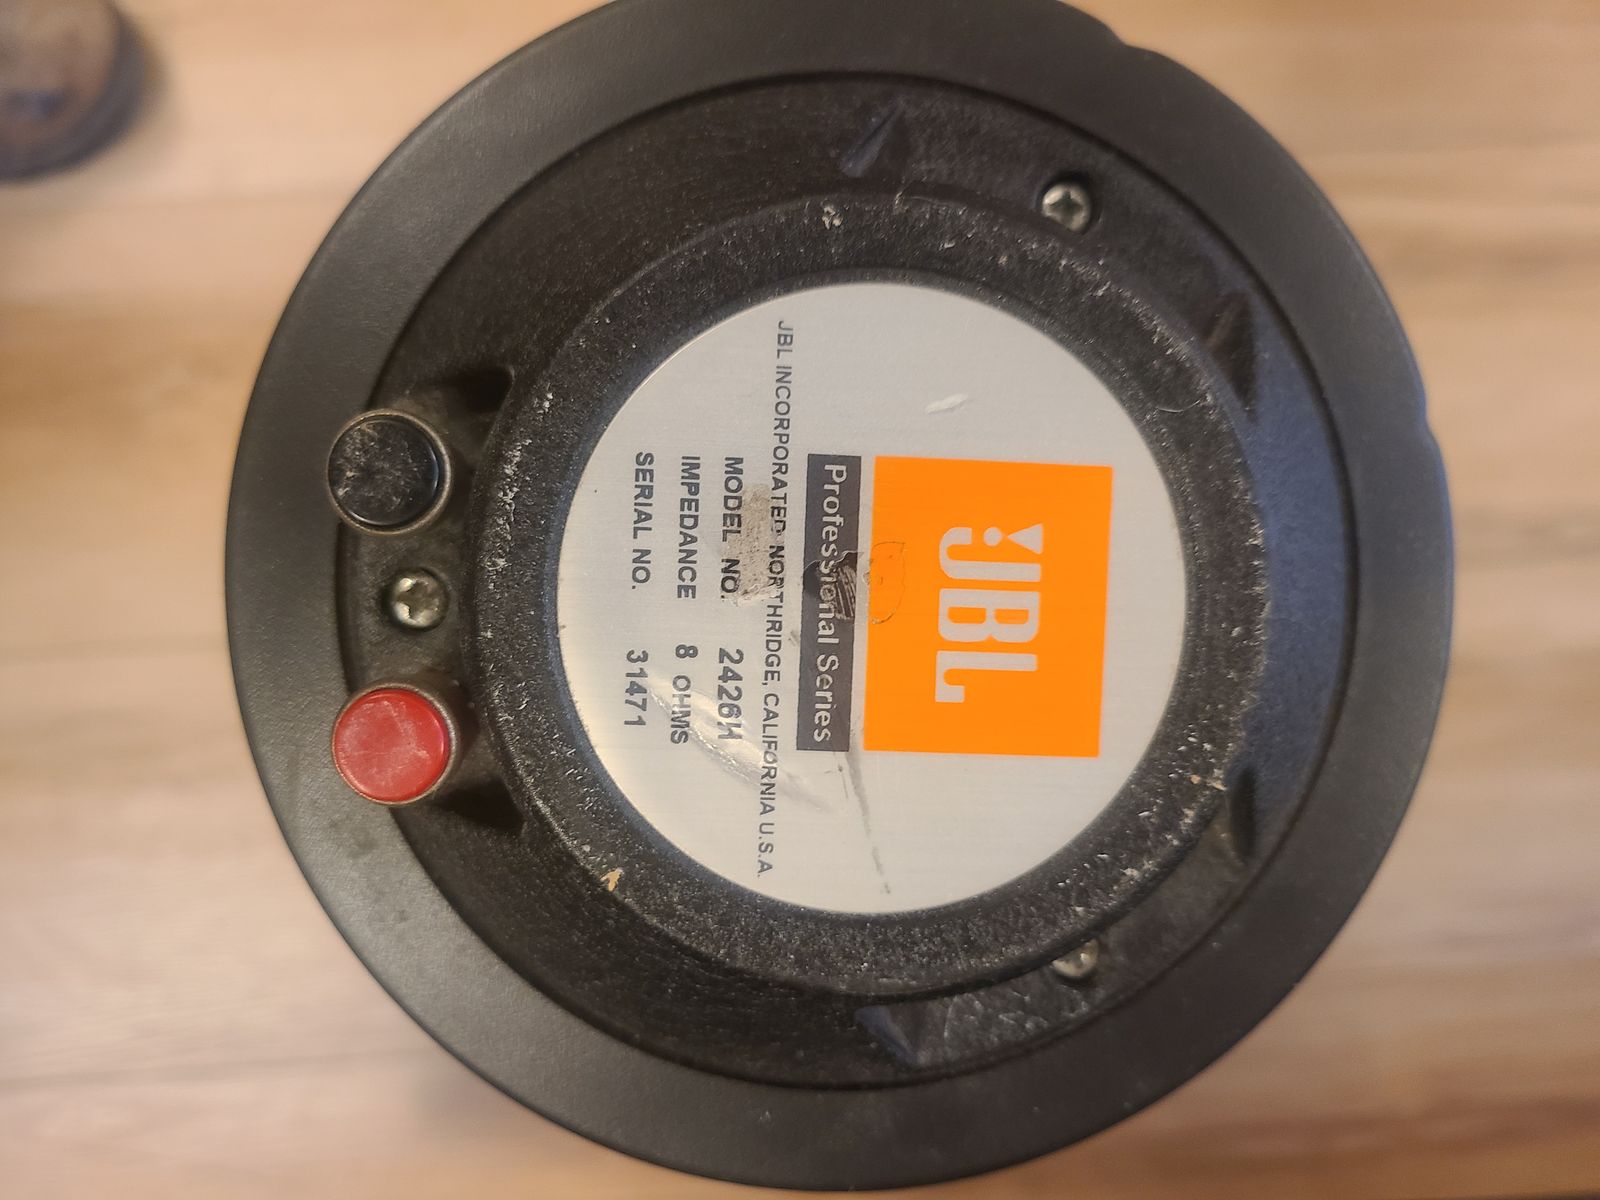 JBL
Professional Series
JBL INCORPORATED NORTHRIDGE, CALIFORNIA U.S.A.
MODEL NO. 2426H
IMPEDANCE 8 OHMS
SERIAL NO. 31471